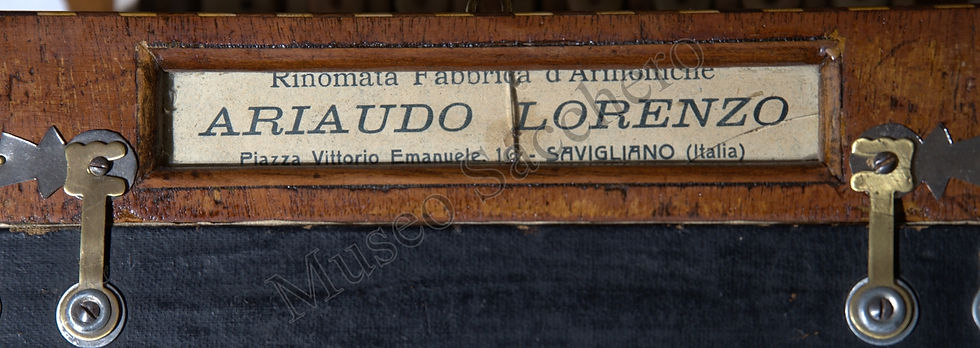 Rinomata Fabbrica d'Armoniche
ARIAUDO LORENZO
Piazza Vittorio Emanuele - SAVIGLIANO (Italia)
Museo Sacchero